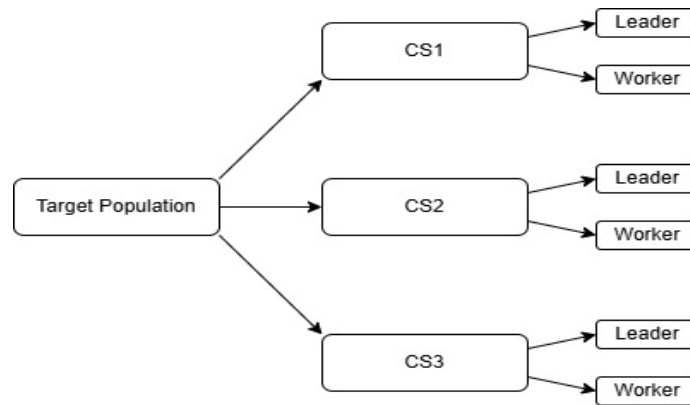 Target Population
CS1
Leader
Worker
CS2
Leader
Worker
CS3
Leader
Worker